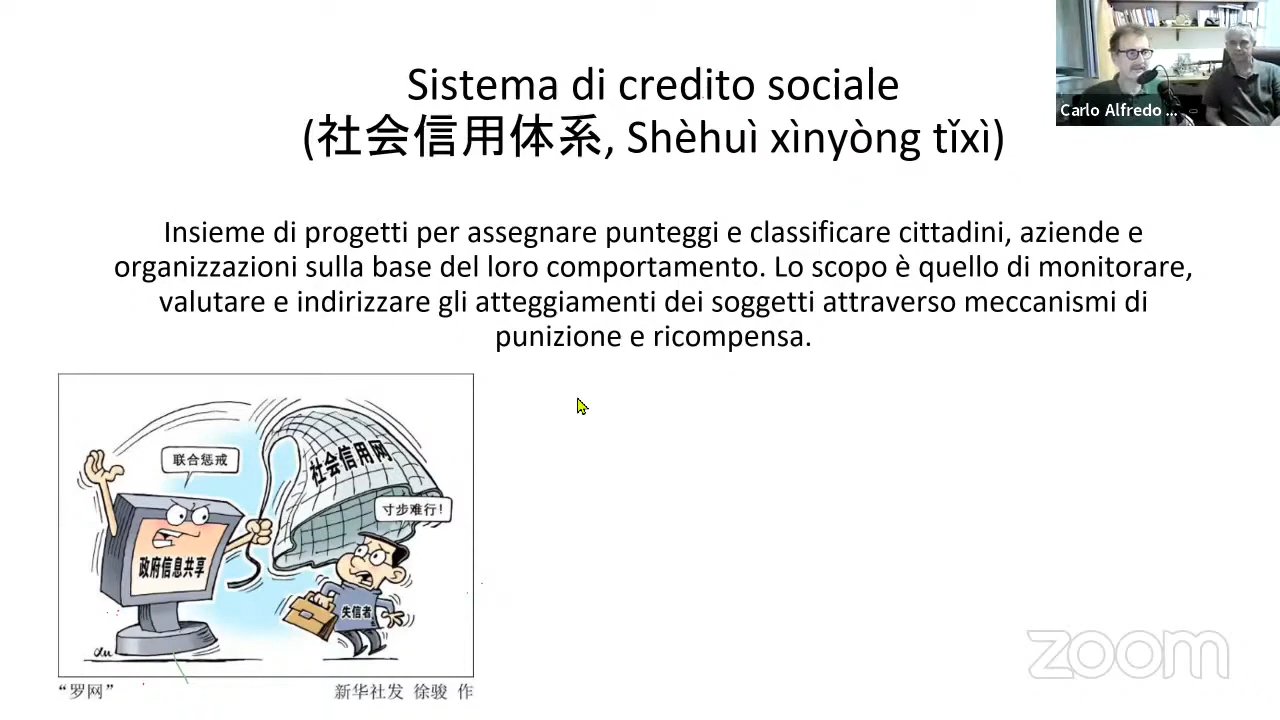 Sistema di credito sociale
(社会信用体系, Shèhuì xìnyòng tǐxì)
Carlo Alfredo ...
Insieme di progetti per assegnare punteggi e classificare cittadini, aziende e
organizzazioni sulla base del loro comportamento. Lo scopo è quello di monitorare,
valutare e indirizzare gli atteggiamenti dei soggetti attraverso meccanismi di
punizione e ricompensa.
联合惩戒
社会信用网
寸步难行!
政府信息共享
失信者
“罗网”
新华社发 徐骏 作
zoom